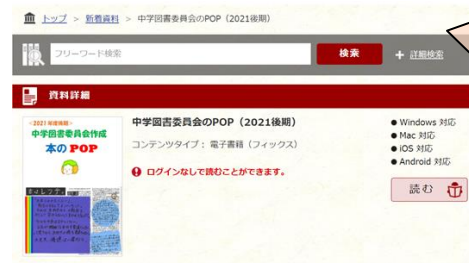 トップ > 新着資料 > 中学図書委員会のPOP（2021後期）
フリーワード検索
検索
+ 詳細検索
資料詳細
<2021年度後期>
中学図書委員会作成
本の POP
中学図書委員会のPOP（2021後期）
コンテンツタイプ： 電子書籍（フィックス）
ログインなしで読むことができます。
● Windows 対応
● Mac 対応
● iOS 対応
● Android 対応
読む